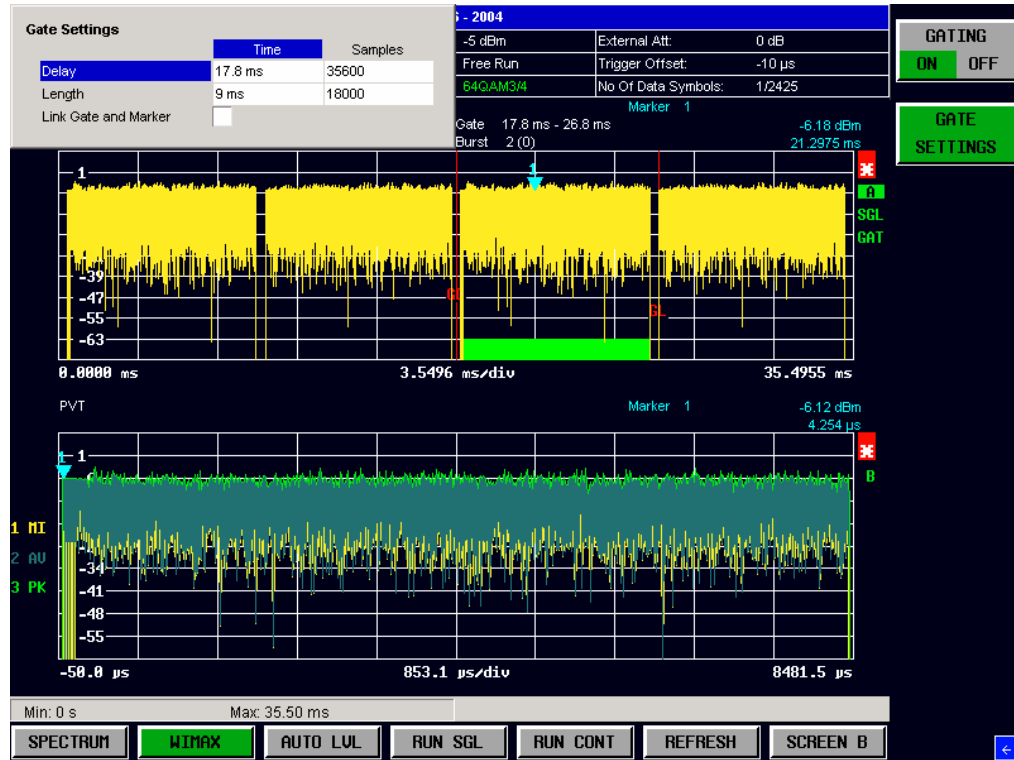 Gate Settings
Time Samples
Delay 17.8 ms 35600
Length 9 ms 18000
Link Gate and Marker
- 2004
-5 dBm External Att: 0 dB
Free Run Trigger Offset: -10 µs
64QAM3/4 No Of Data Symbols: 1/2425
Marker 1
Gate 17.8 ms - 26.8 ms -6.18 dBm
Burst 2 (0) 21.2975 ms
GATING
ON OFF
GATE
SETTINGS
1
1
A
SGL
GAT
-39
-47
GL
-55
-63
0.0000 ms 3.5496 ms/div 35.4955 ms
PVT Marker 1 -6.12 dBm
4.254 µs
1
1
B
1 MI
2 AV
-34
3 PK
-41
-48
-55
-50.0 µs 853.1 µs/div 8481.5 µs
Min: 0 s Max: 35.50 ms
SPECTRUM WIMAX AUTO LVL RUN SGL RUN CONT REFRESH SCREEN B